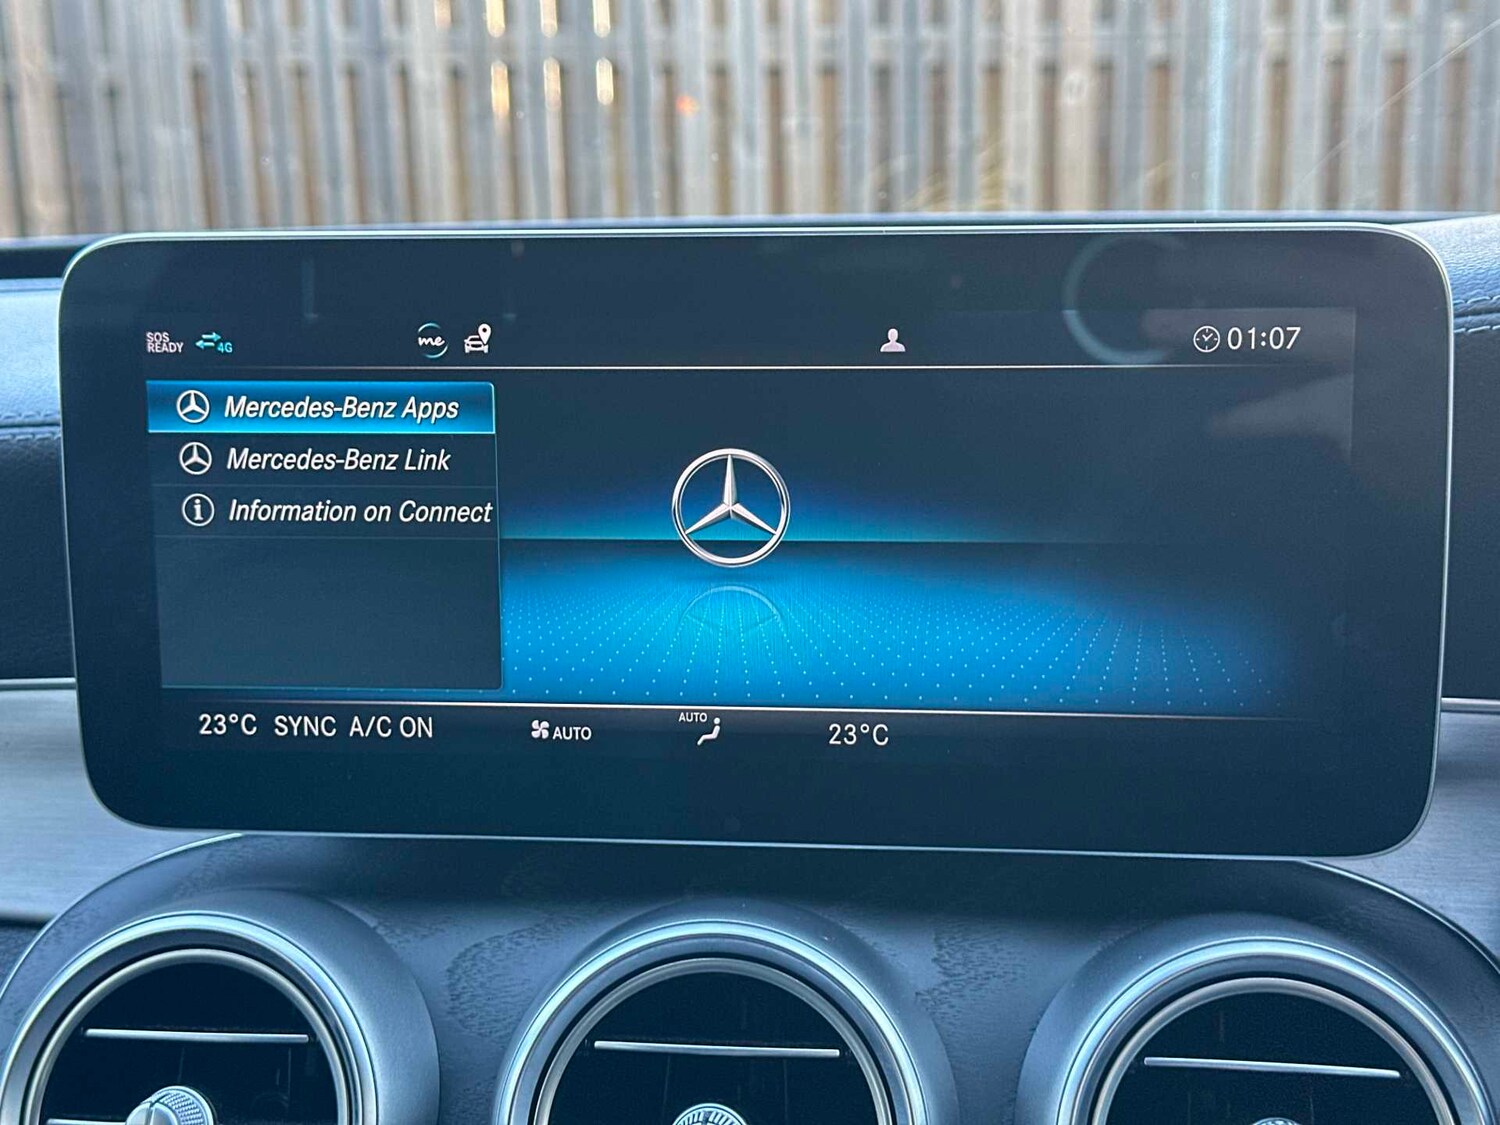 SOS
READY 4G me 01:07
Mercedes-Benz Apps
Mercedes-Benz Link
Information on Connect
23°C SYNC A/C ON AUTO AUTO 23°C